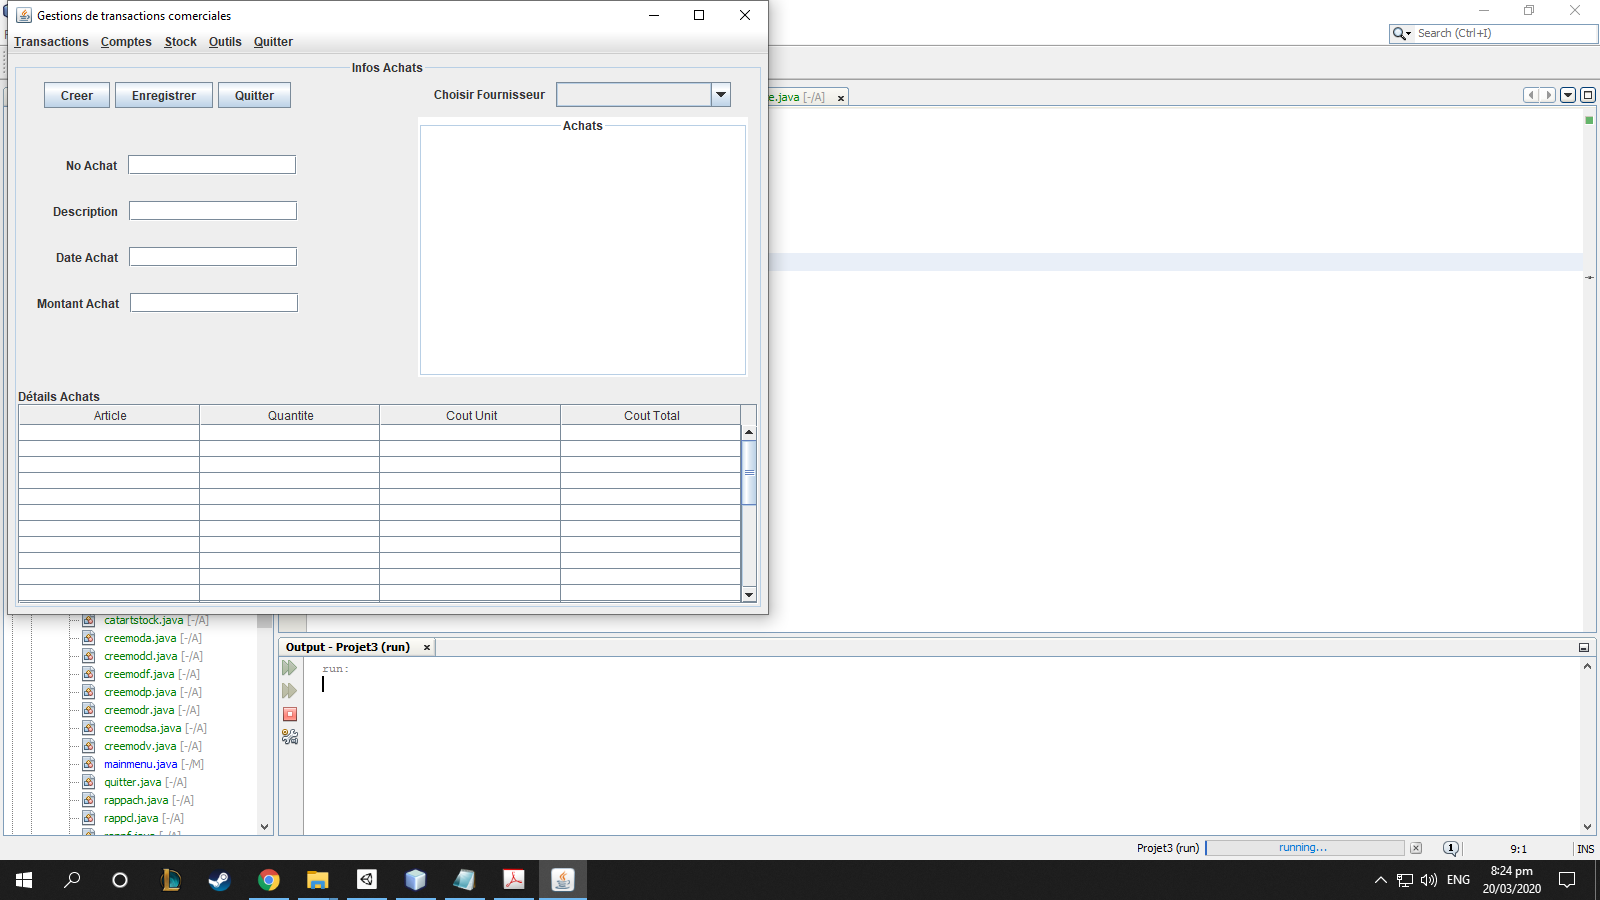 Gestions de transactions comerciales
Transactions Comptes Stock Outils Quitter
Search (Ctrl+I)
Infos Achats
Creer Enregistrer Quitter
Choisir Fournisseur
e.java [-/A]
Achats
No Achat
Description
Date Achat
Montant Achat
Détails Achats
Article Quantite Cout Unit Cout Total
catartstock.java [-/A]
creemoda.java [-/A]
creemodcl.java [-/A]
creemodf.java [-/A]
creemodp.java [-/A]
creemodr.java [-/A]
creemodsa.java [-/A]
creemodv.java [-/A]
mainmenu.java [-/M]
quitter.java [-/A]
rappach.java [-/A]
rappcl.java [-/A]
Output - Projet3 (run)
run:
Projet3 (run) running... 1 9:1 INS
ENG 8:24 pm
20/03/2020